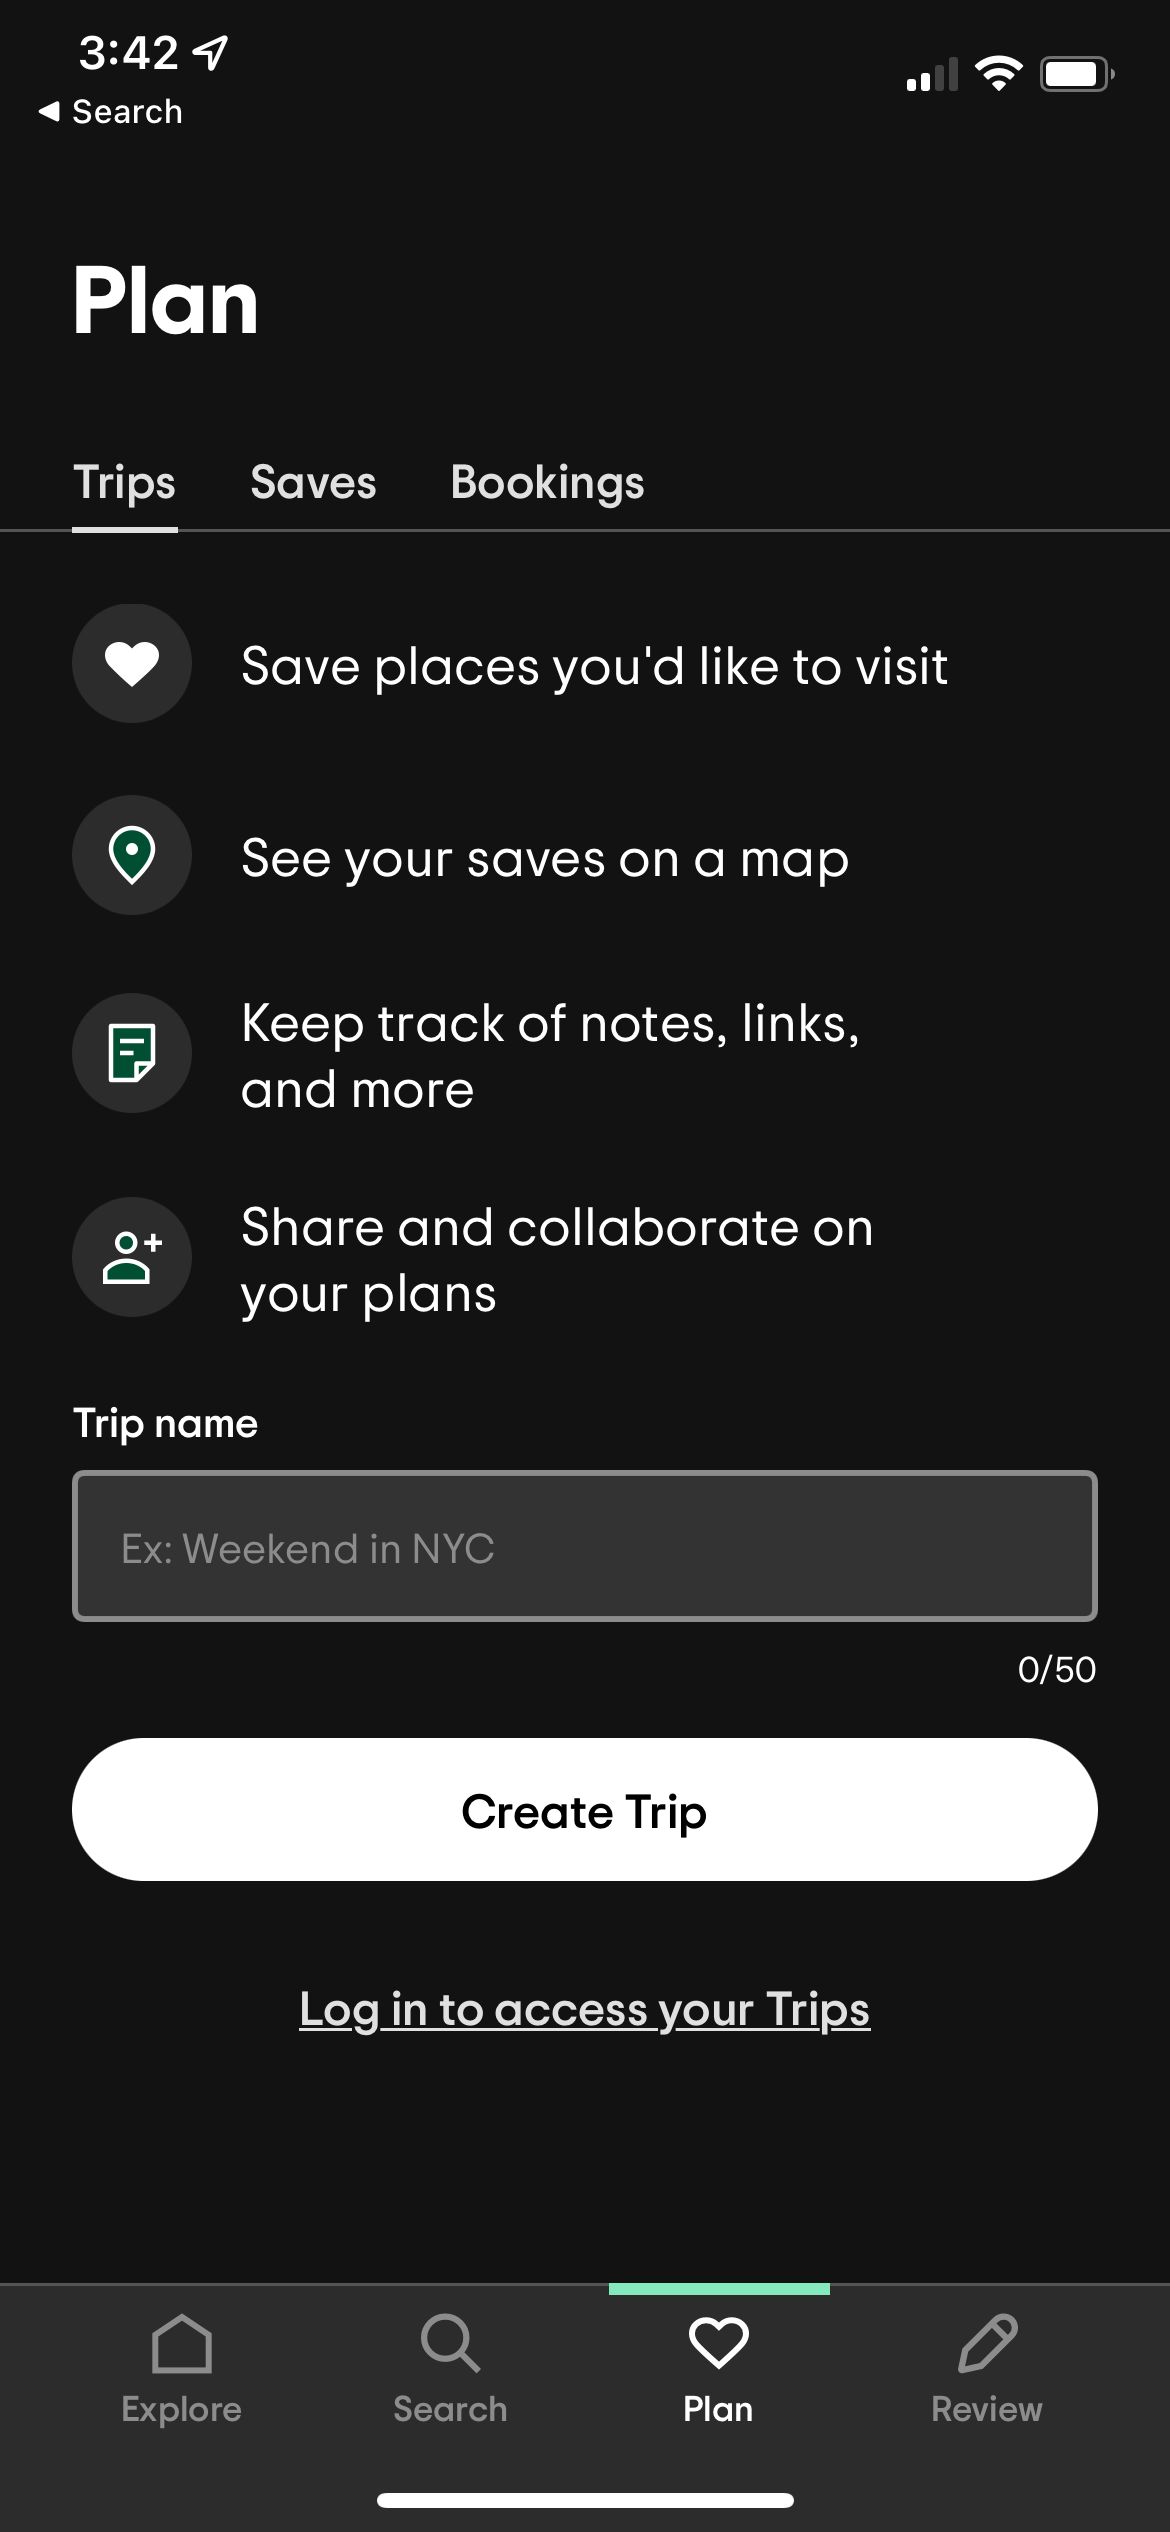 3:42
Search
Plan
Trips
Saves
Bookings
Save places you'd like to visit
See your saves on a map
Keep track of notes, links,
and more
Share and collaborate on
your plans
Trip name
Ex: Weekend in NYC
0/50
Create Trip
Log in to access your Trips
Explore
Search
Plan
Review